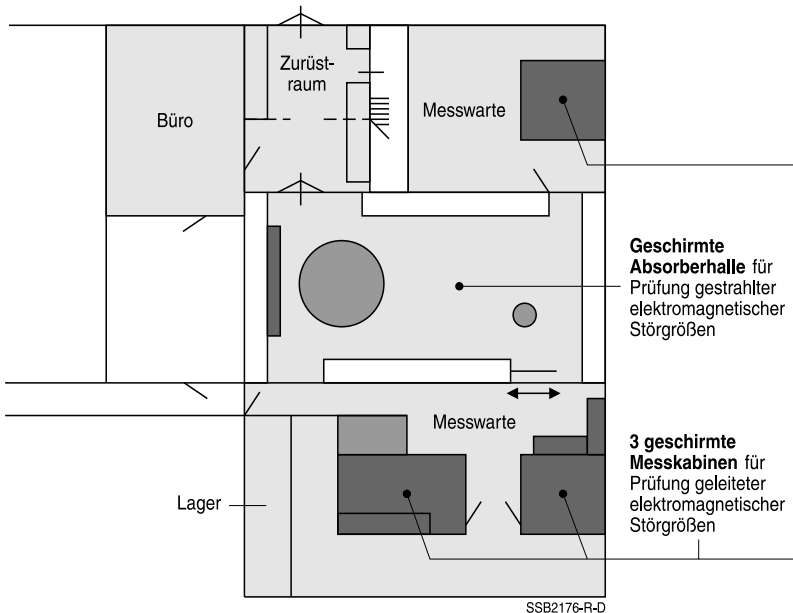 Zurüst-
raum
Büro
Messwarte
Geschirmte
Absorberhalle für
Prüfung gestrahlter
elektromagnetischer
Störgrößen
Messwarte
3 geschirmte
Messkabinen für
Prüfung geleiteter
elektromagnetischer
Störgrößen
Lager
SSB2176-R-D